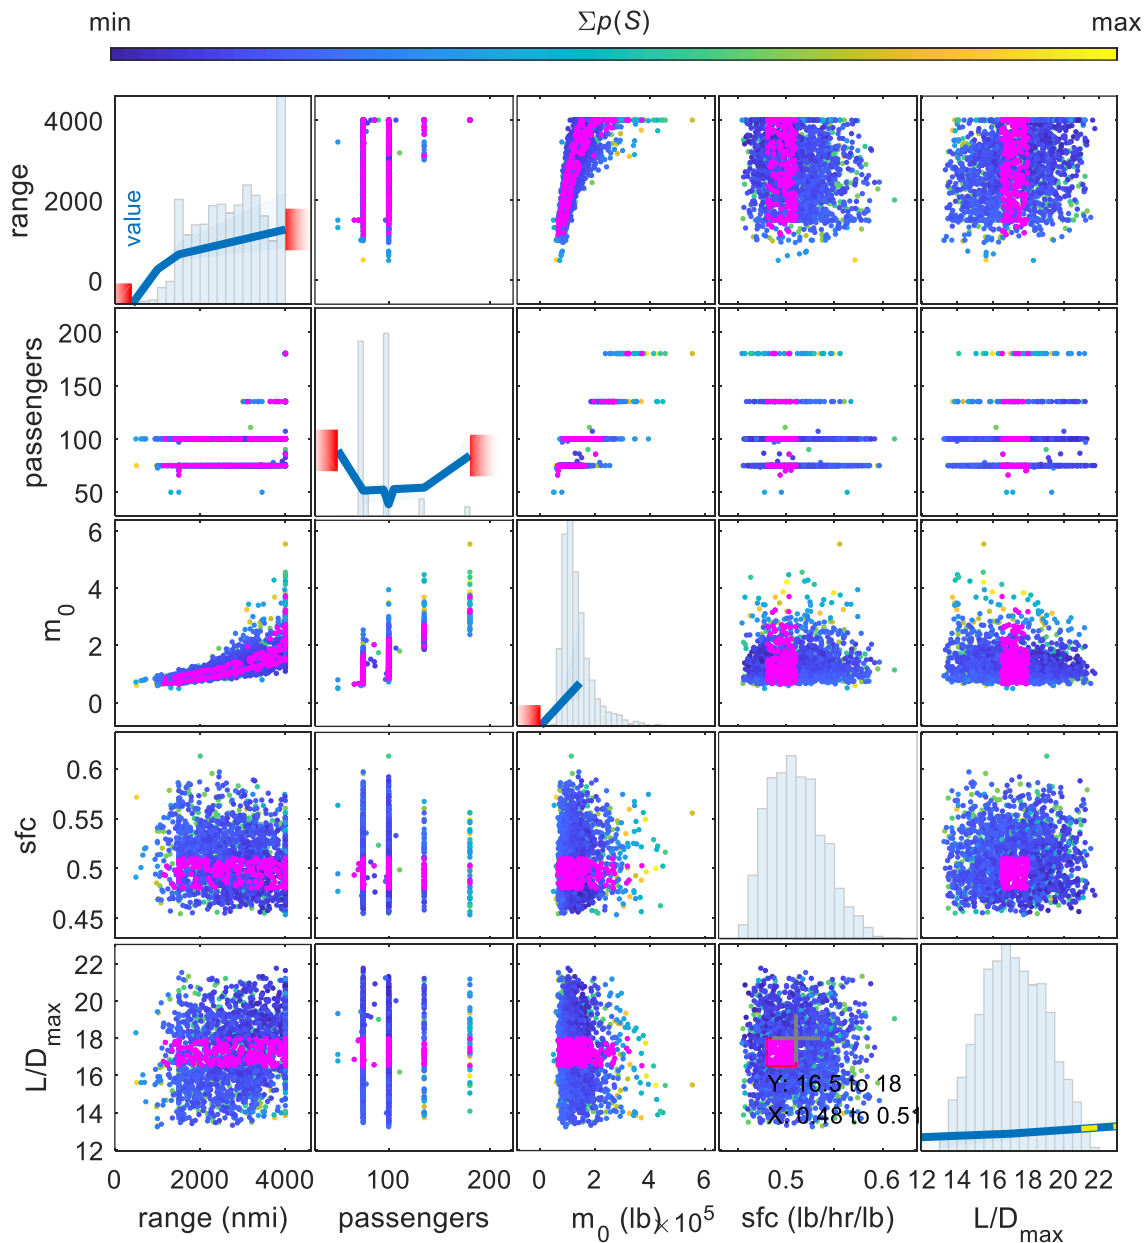 min Σp(S) max
4000
2000
0
range
value
200
150
100
50
passengers
6
4
2
0
m0
0.6
0.55
0.5
0.45
sfc
22
20
18
16
14
12
L/Dmax
Y: 16.5 to 18
X: 0.48 to 0.51
0 2000 4000 100 200 0 2 4 6 0.5 0.6 12 14 16 18 20 22
range (nmi) passengers m0 (lb) ×10^5 sfc (lb/hr/lb) L/Dmax